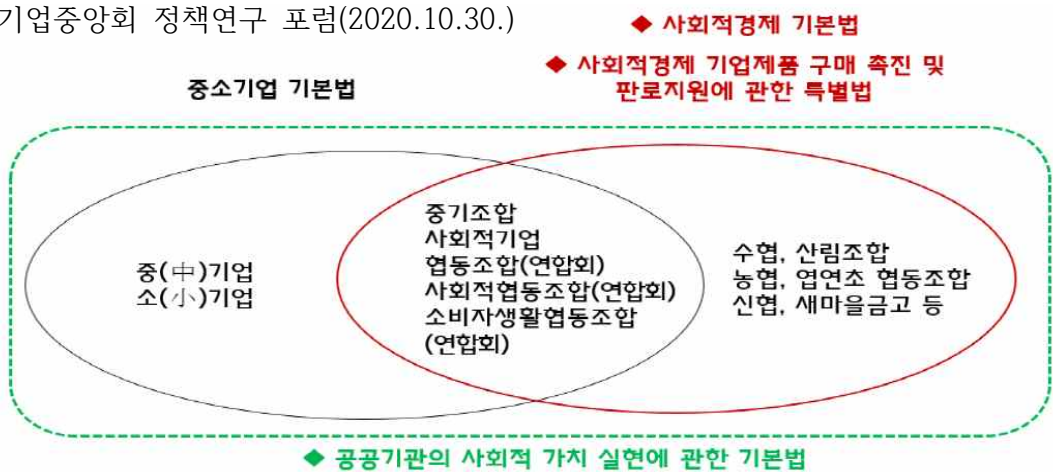 기업중앙회 정책연구 포럼(2020.10.30.)
◆ 사회적경제 기본법
◆ 사회적경제 기업제품 구매 촉진 및
판로지원에 관한 특별법
중소기업 기본법
중(中)기업
소(小)기업
중기조합
사회적기업
협동조합(연합회)
사회적협동조합(연합회)
소비자생활협동조합
(연합회)
수협, 산림조합
농협, 엽연초 협동조합
신협, 새마을금고 등
◆ 공공기관의 사회적 가치 실현에 관한 기본법